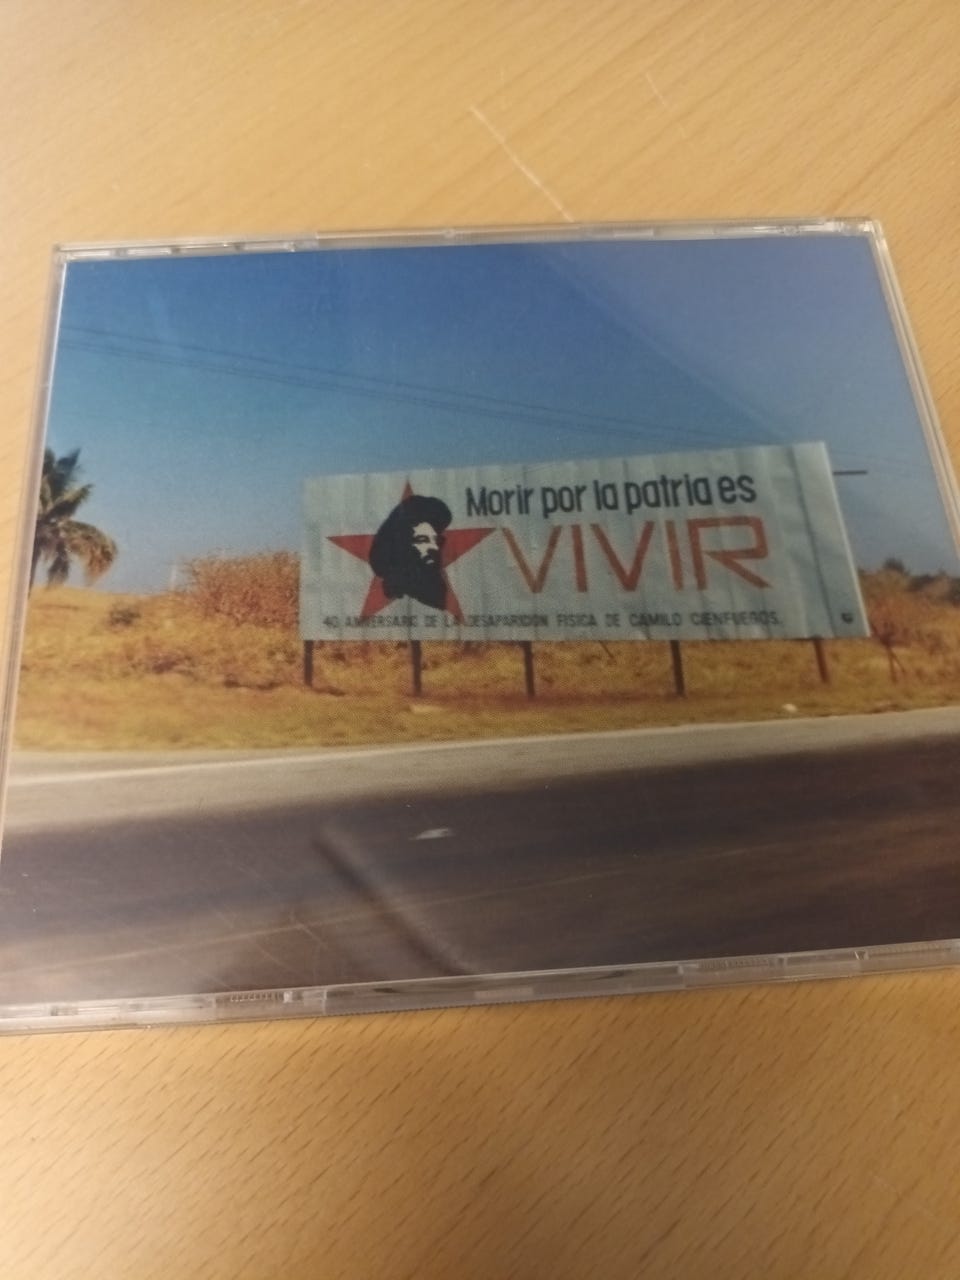 Morir por la patria es
VIVIR
40 ANIVERSARIO DE LA DESAPARICION FISICA DE CAMILO CIENFUEGOS.